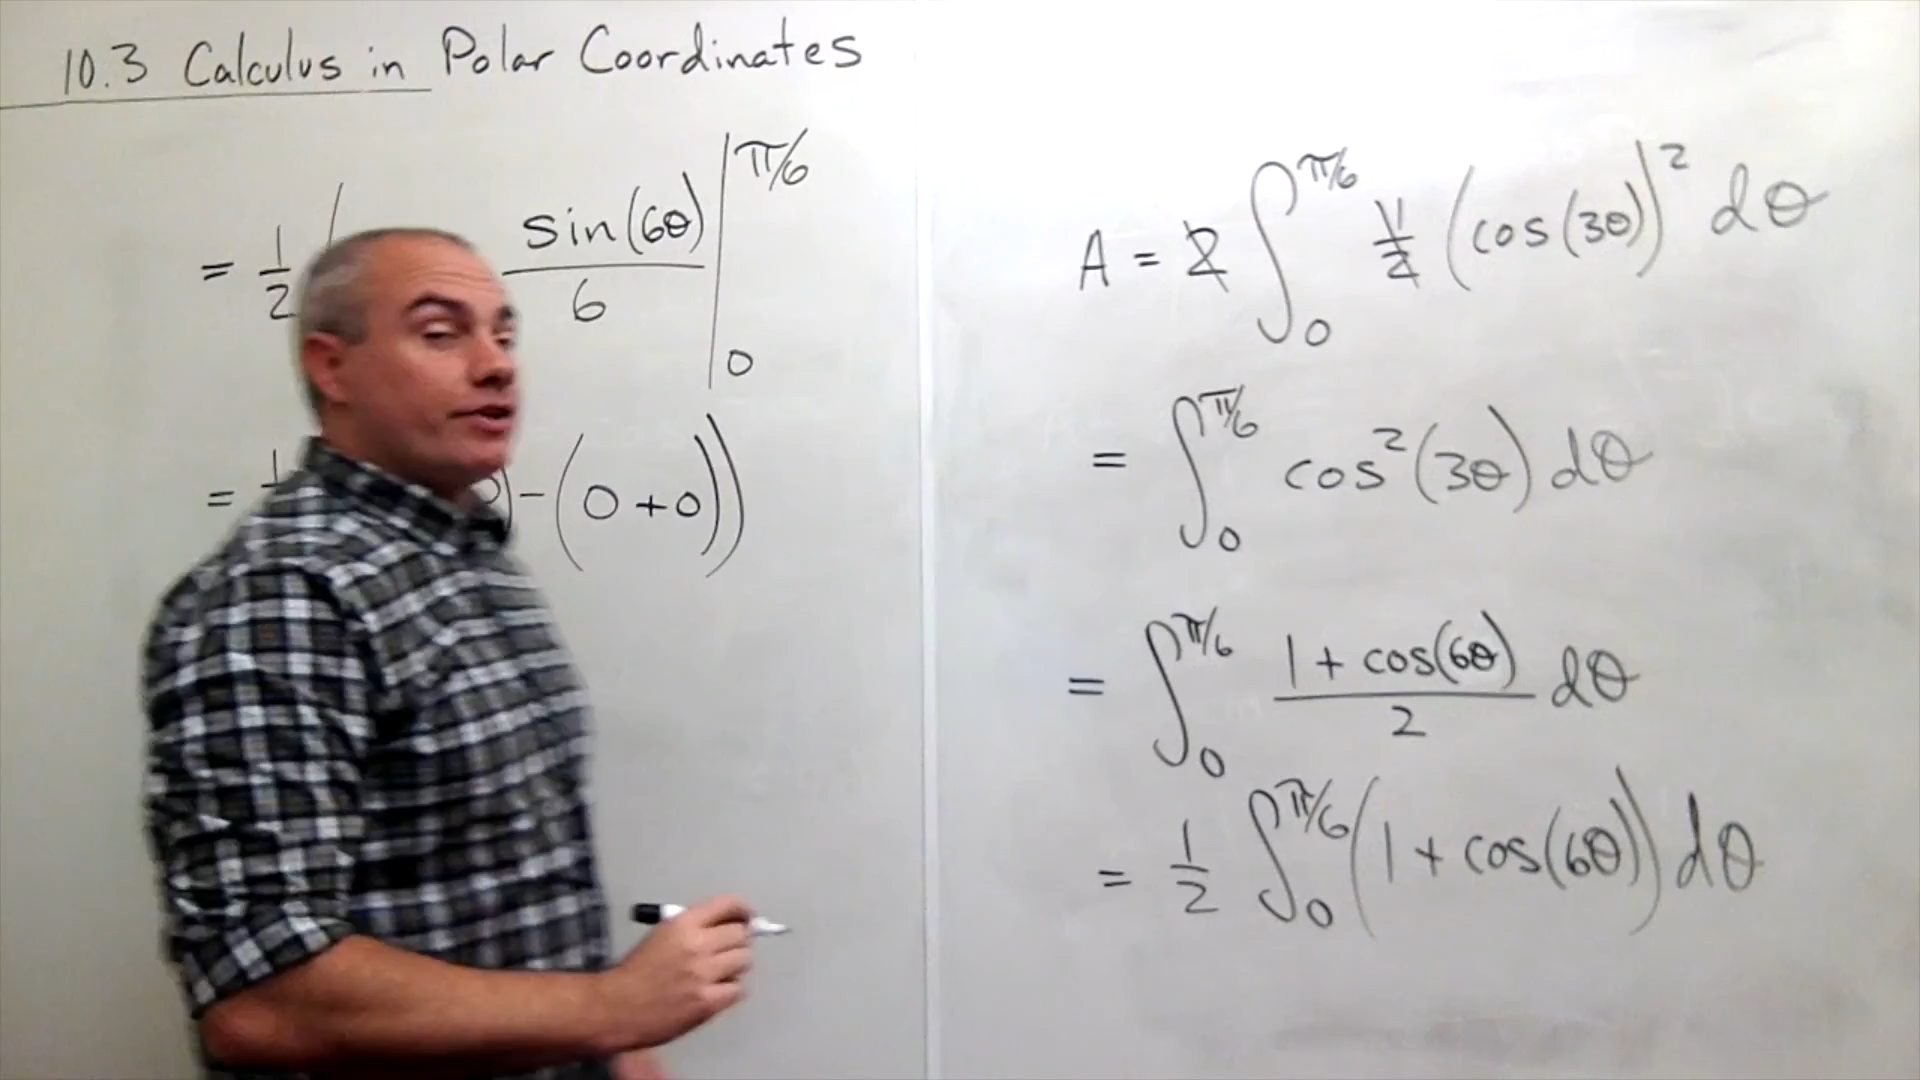 10.3 Calculus in Polar Coordinates
= 1/2 ( sin(6θ)/6 |₀^π/6
= 0) - (0 + 0))
A = 2 ∫₀^π/6 1/2 (cos(3θ))² dθ
= ∫₀^π/6 cos²(3θ) dθ
= ∫₀^π/6 (1 + cos(6θ))/2 dθ
= 1/2 ∫₀^π/6 (1 + cos(6θ)) dθ